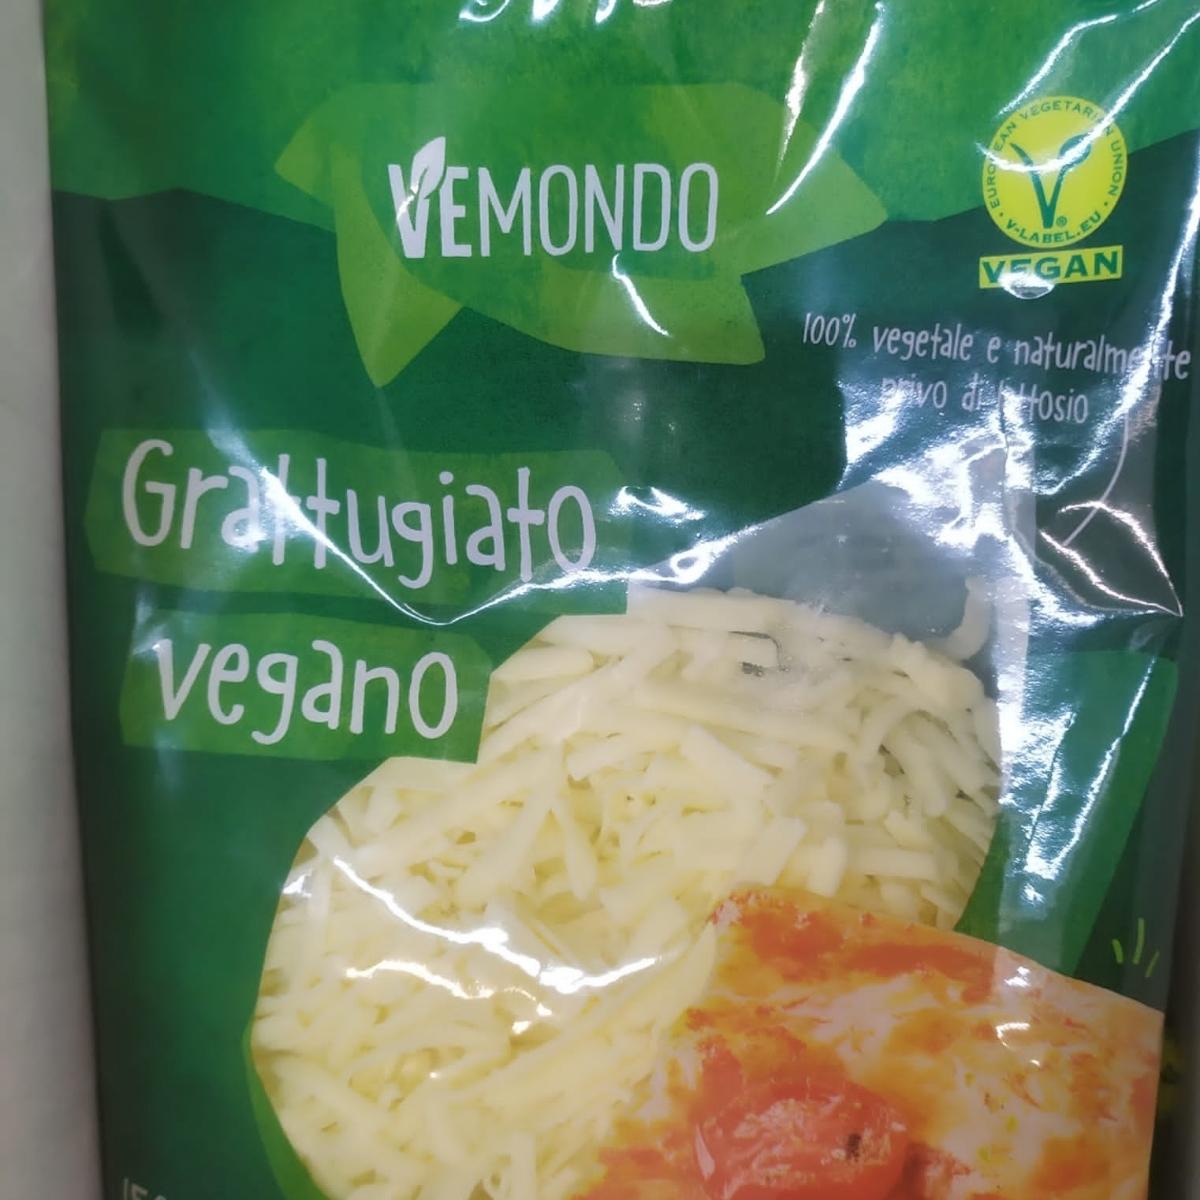 VEMONDO
EUROPEAN VEGETARIAN UNION
V-LABEL.EU
VEGAN
100% vegetale e naturalmente
privo di lattosio
Grattugiato
vegano